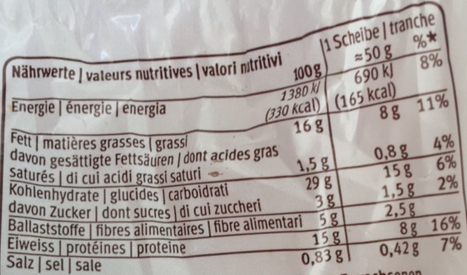 Nährwerte | valeurs nutritives | valori nutritivi 100g 1 Scheibe | tranche ≈50 g %*
Energie | énergie | energia 1380 kJ 690 kJ 8%
(330 kcal) (165 kcal)
Fett | matières grasses | grassi 16 g 8 g 11%
davon gesättigte Fettsäuren | dont acides gras
saturés | di cui acidi grassi saturi 1,5 g 0,8 g 4%
Kohlenhydrate | glucides | carboidrati 29 g 15 g 6%
davon Zucker | dont sucres | di cui zuccheri 3 g 1,5 g 2%
Ballaststoffe | fibres alimentaires | fibre alimentari 5 g 2,5 g
Eiweiss | protéines | proteine 15 g 8 g 16%
Salz | sel | sale 0,83 g 0,42 g 7%